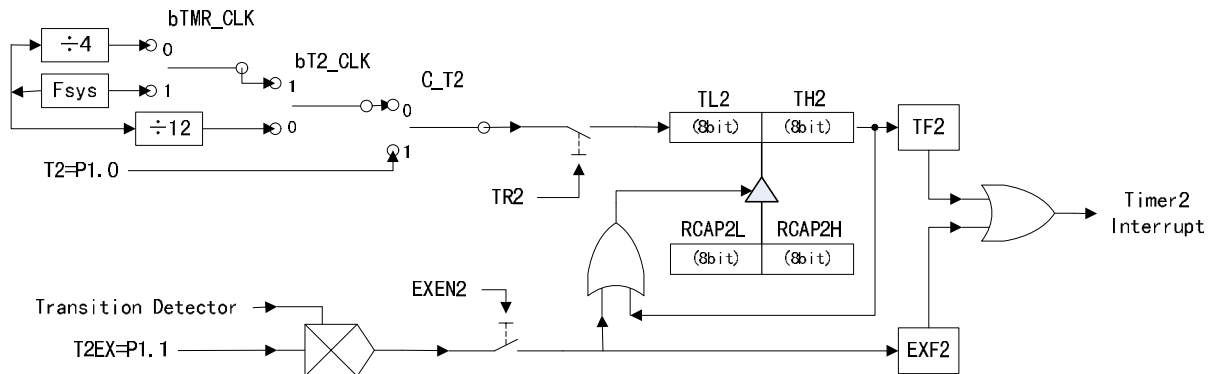 bTMR_CLK
÷4
0
bT2_CLK
C_T2
Fsys
1
1
0
TL2
TH2
÷12
0
(8bit)
(8bit)
TF2
1
T2=P1.0
TR2
Timer2
Interrupt
RCAP2L
RCAP2H
(8bit)
(8bit)
EXEN2
Transition Detector
T2EX=P1.1
EXF2